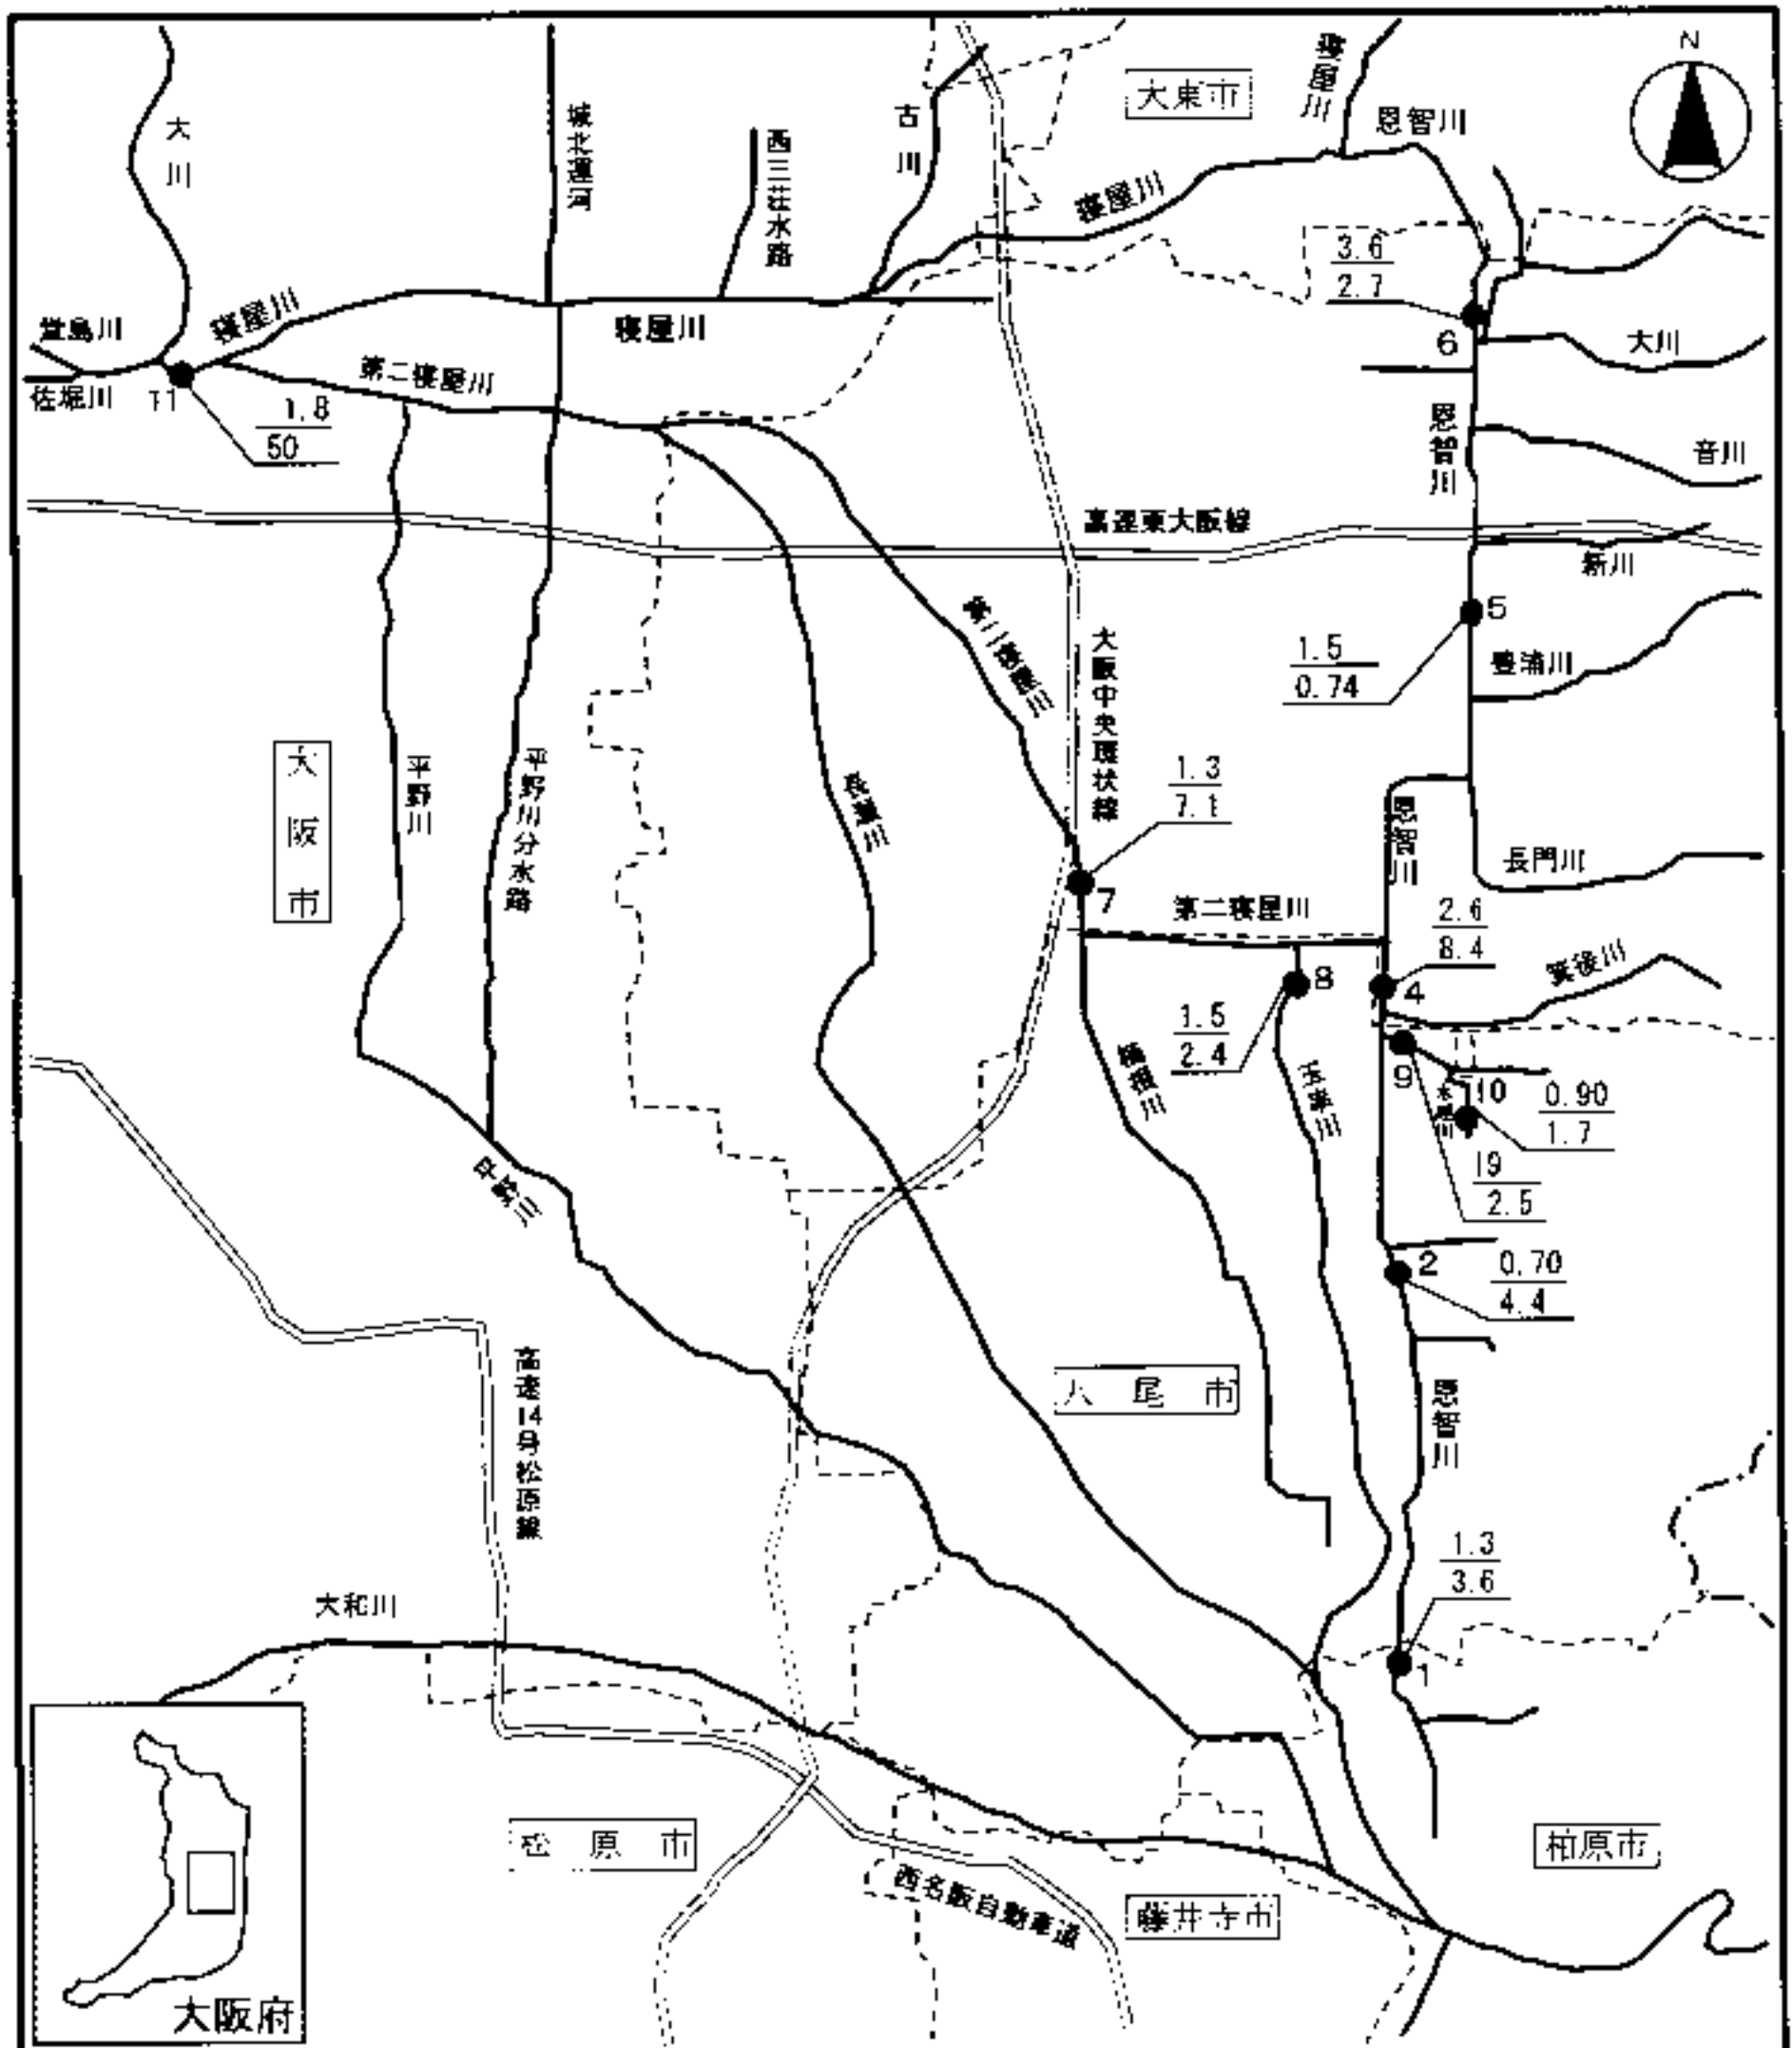 N
大東市
寝屋川
恩智川
大川
城北運河
西三荘水路
古川
寝屋川
3.6
2.7
6
大川
堂島川
寝屋川
寝屋川
佐堀川
11
第二寝屋川
1.8
50
恩智川
音川
高速東大阪線
新川
5
1.5
0.74
豊浦川
第二寝屋川
大阪中央環状線
大阪市
平野川
平野川分水路
長瀬川
1.3
7.1
7
恩智川
長門川
第二寝屋川
2.6
8.4
4
箕後川
8
1.5
2.4
楠根川
玉串川
9
10
0.90
1.7
19
2.5
平野川
2
0.70
4.4
高速14号松原線
八尾市
恩智川
1.3
3.6
1
大和川
松原市
西名阪自動車道
藤井寺市
柏原市
大阪府